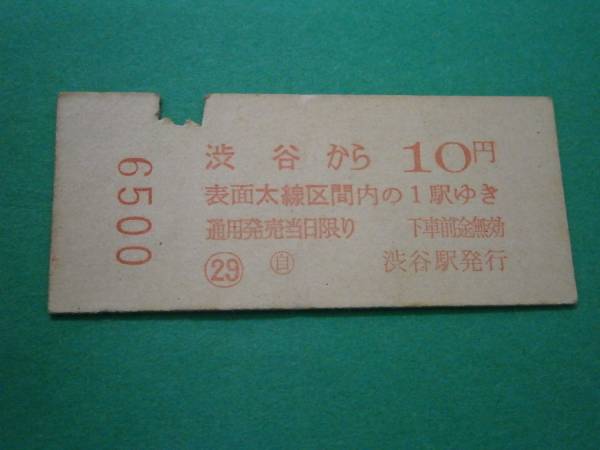 6500
渋谷から 10円
表面太線区間内の1駅ゆき
通用発売当日限り 下車前途無効
㉙ 自 渋谷駅発行